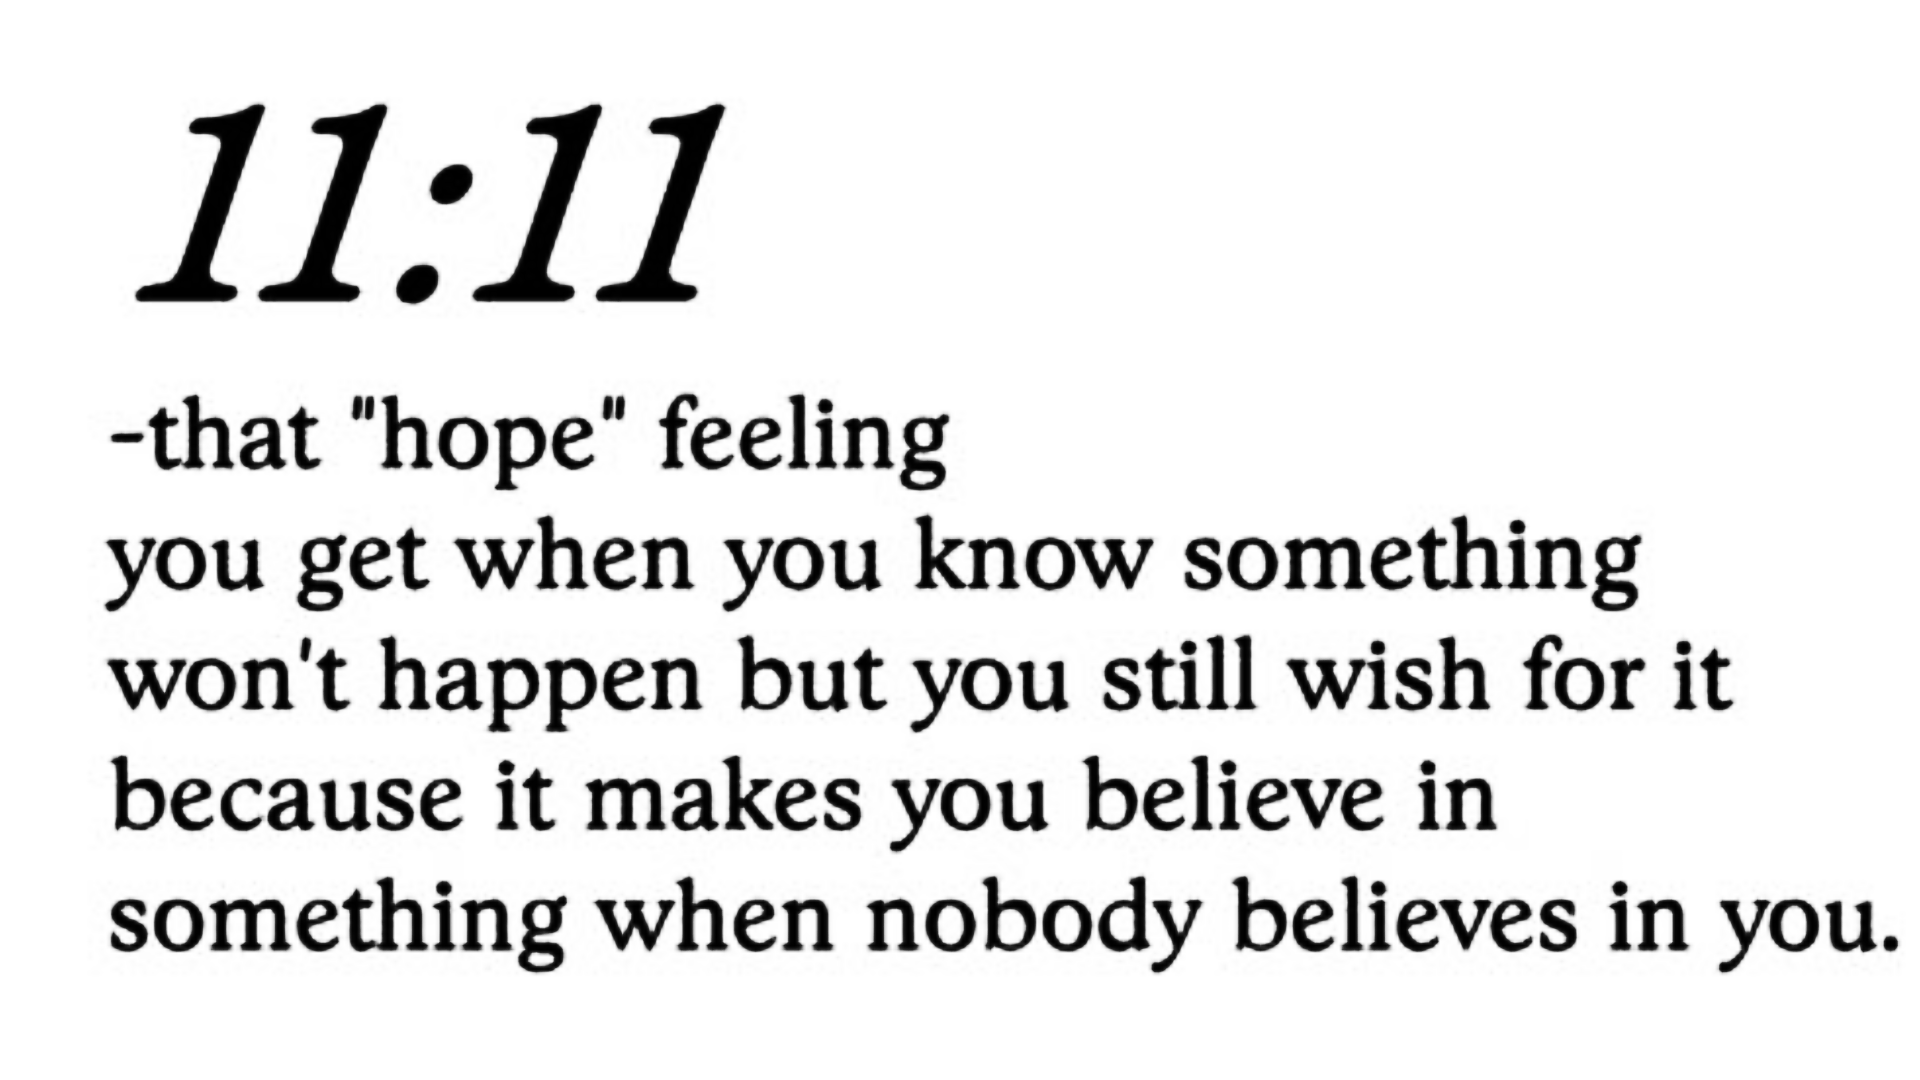 11:11
-that "hope" feeling
you get when you know something
won't happen but you still wish for it
because it makes you believe in
something when nobody believes in you.